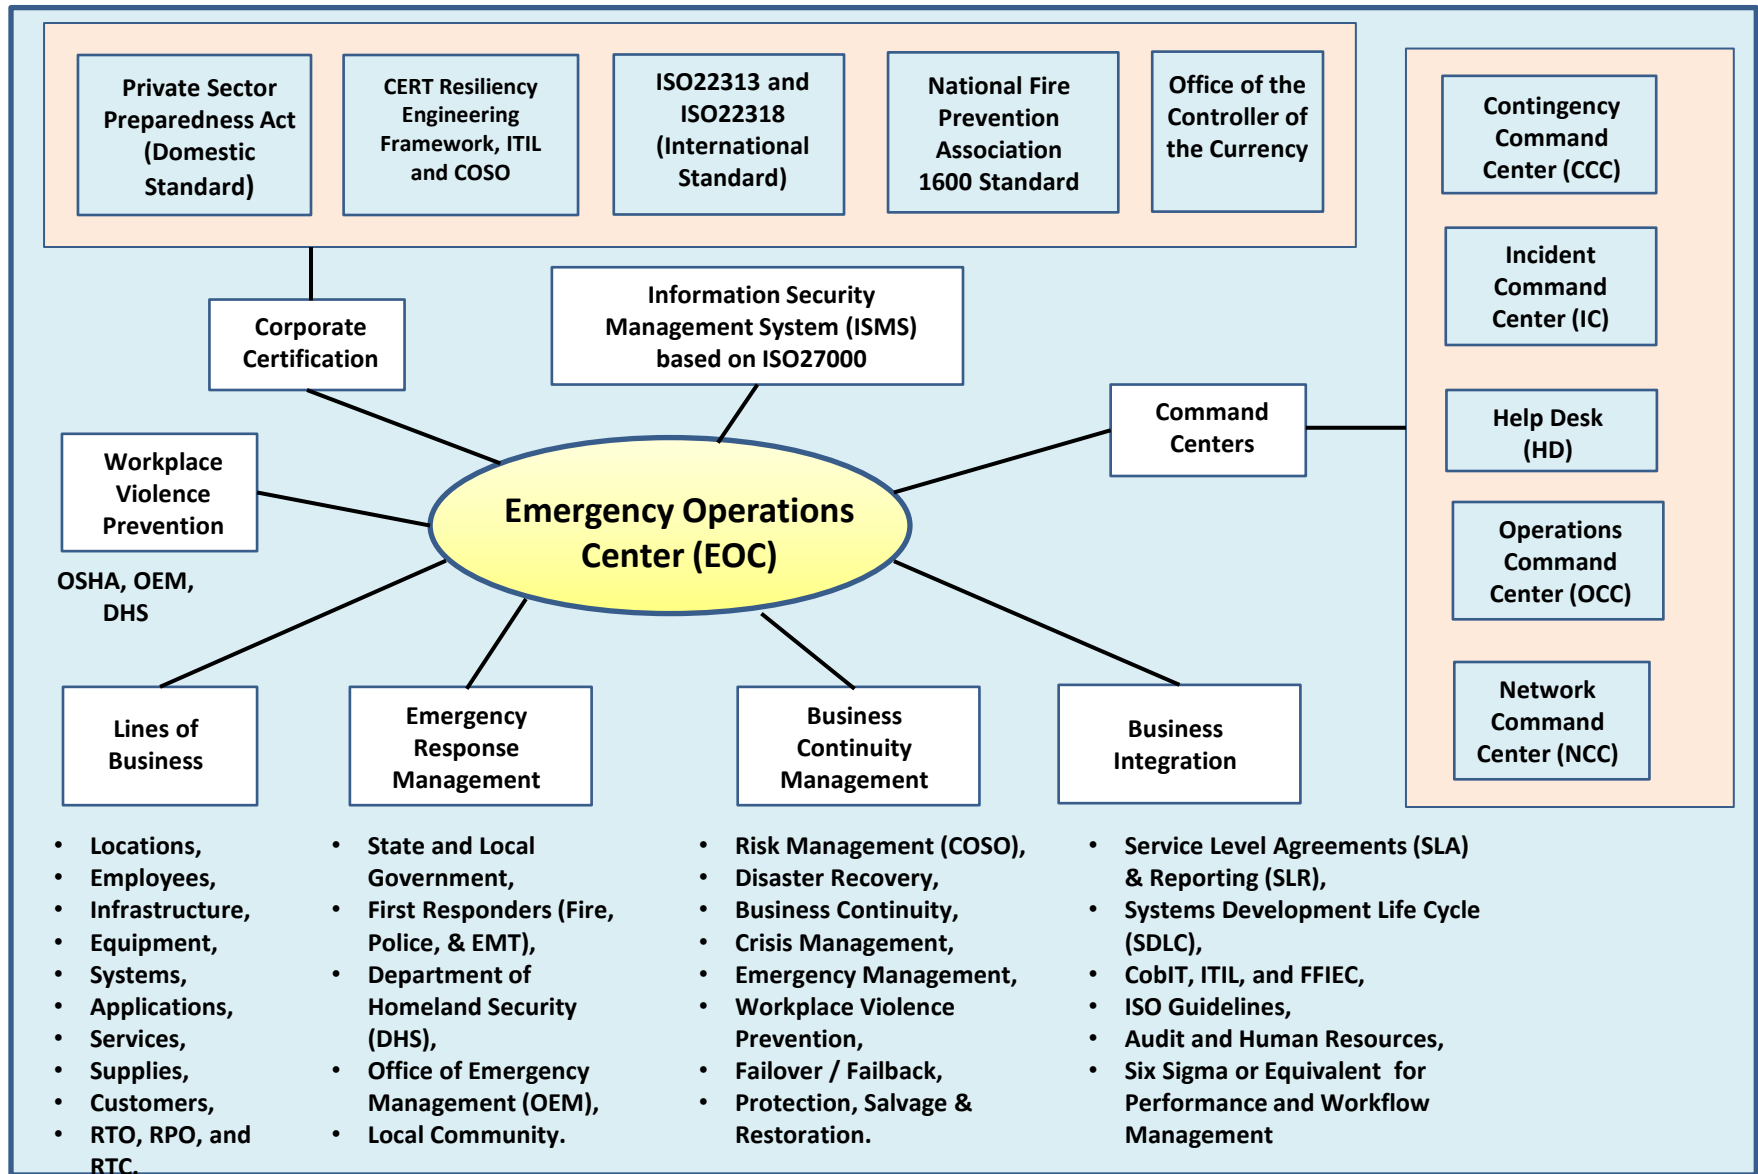 Private Sector
Preparedness Act
(Domestic
Standard)
CERT Resiliency
Engineering
Framework, ITIL
and COSO
ISO22313 and
ISO22318
(International
Standard)
National Fire
Prevention
Association
1600 Standard
Office of the
Controller of
the Currency
Contingency
Command
Center (CCC)
Incident
Command
Center (IC)
Help Desk
(HD)
Operations
Command
Center (OCC)
Network
Command
Center (NCC)
Corporate
Certification
Information Security
Management System (ISMS)
based on ISO27000
Command
Centers
Workplace
Violence
Prevention
OSHA, OEM,
DHS
Emergency Operations
Center (EOC)
Lines of
Business
• Locations,
• Employees,
• Infrastructure,
• Equipment,
• Systems,
• Applications,
• Services,
• Supplies,
• Customers,
• RTO, RPO, and
RTC.
Emergency
Response
Management
• State and Local
Government,
• First Responders (Fire,
Police, & EMT),
• Department of
Homeland Security
(DHS),
• Office of Emergency
Management (OEM),
• Local Community.
Business
Continuity
Management
• Risk Management (COSO),
• Disaster Recovery,
• Business Continuity,
• Crisis Management,
• Emergency Management,
• Workplace Violence
Prevention,
• Failover / Failback,
• Protection, Salvage &
Restoration.
Business
Integration
• Service Level Agreements (SLA)
& Reporting (SLR),
• Systems Development Life Cycle
(SDLC),
• CobIT, ITIL, and FFIEC,
• ISO Guidelines,
• Audit and Human Resources,
• Six Sigma or Equivalent for
Performance and Workflow
Management